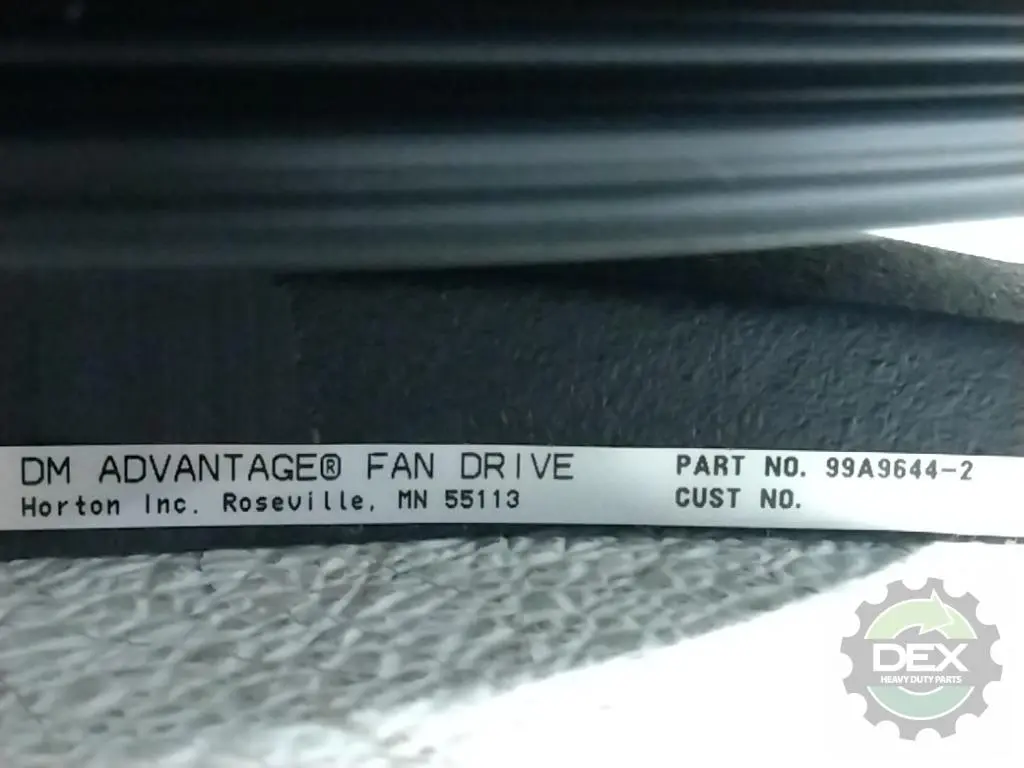 DM ADVANTAGE® FAN DRIVE
Horton Inc. Roseville, MN 55113
PART NO. 99A9644-2
CUST NO.
DEX
HEAVY DUTY PARTS